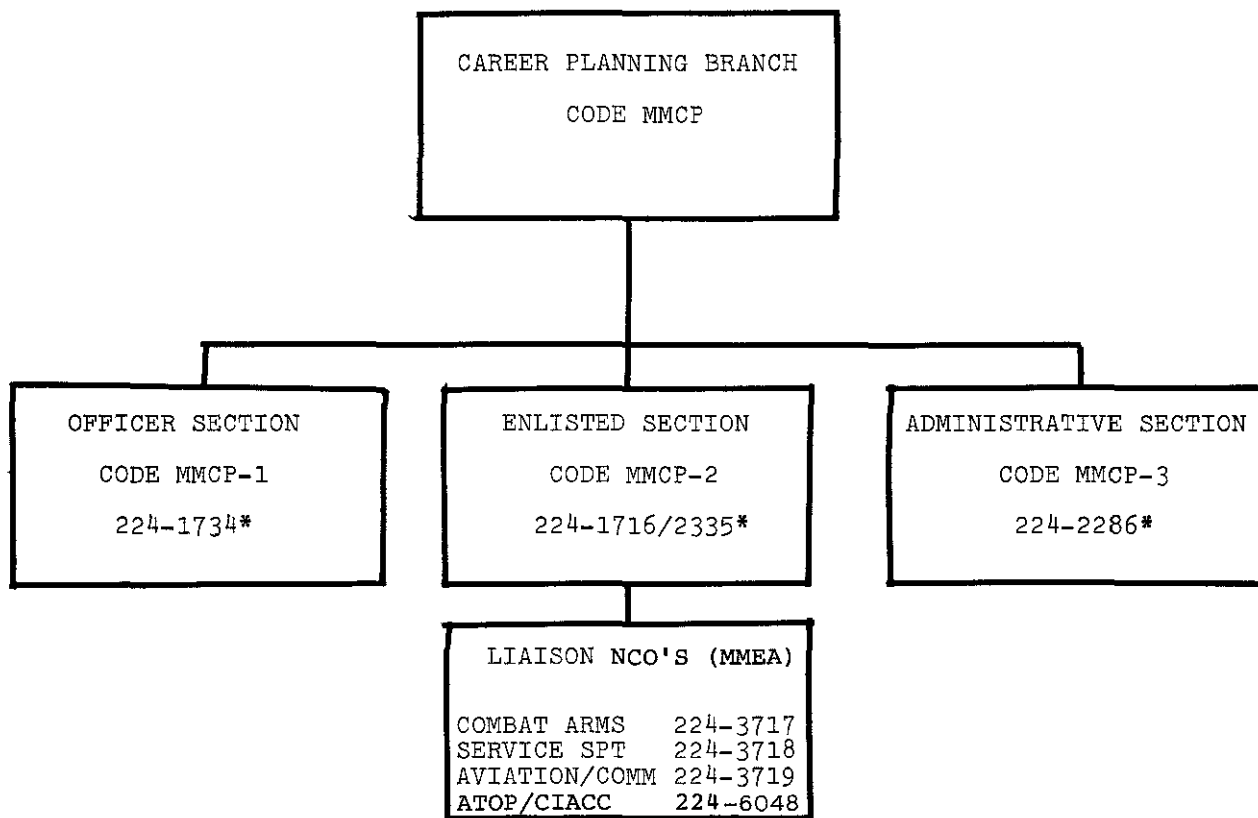 CAREER PLANNING BRANCH
CODE MMCP
OFFICER SECTION
CODE MMCP-1
224-1734*
ENLISTED SECTION
CODE MMCP-2
224-1716/2335*
ADMINISTRATIVE SECTION
CODE MMCP-3
224-2286*
LIAISON NCO'S (MMEA)
COMBAT ARMS 224-3717
SERVICE SPT 224-3718
AVIATION/COMM 224-3719
ATOP/CIACC 224-6048